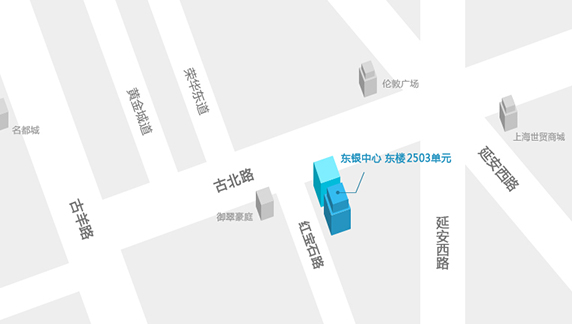 荣华东道
黄金城道
伦敦广场
名都城
上海世贸商城
东银中心 东楼2503单元
延安西路
古北路
古羊路
御翠豪庭
红宝石路
延安西路